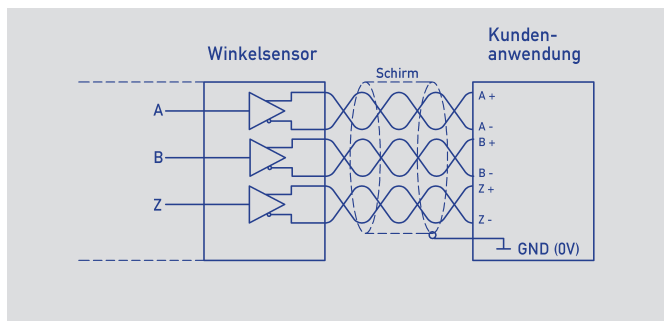 Kunden-
anwendung
Winkelsensor
Schirm
A
A +
A -
B
B +
B -
Z
Z +
Z -
GND (0V)